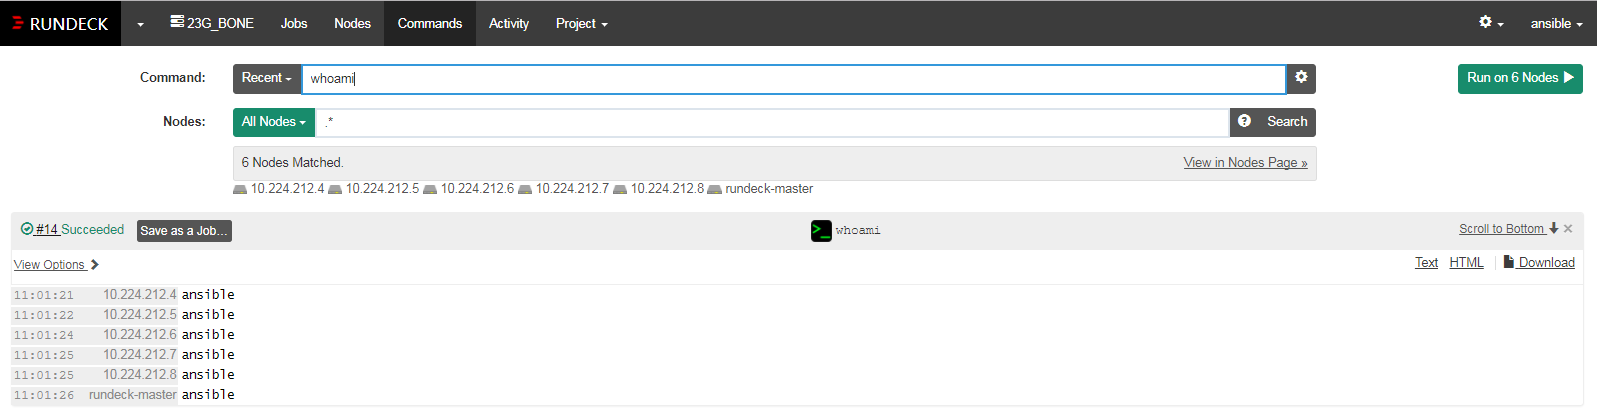 RUNDECK 23G_BONE Jobs Nodes Commands Activity Project ansible
Command: Recent whoami Run on 6 Nodes
Nodes: All Nodes .* ? Search
6 Nodes Matched. View in Nodes Page »
10.224.212.4 10.224.212.5 10.224.212.6 10.224.212.7 10.224.212.8 rundeck-master
#14 Succeeded Save as a Job... >_ whoami Scroll to Bottom ×
View Options Text HTML Download
11:01:21 10.224.212.4 ansible
11:01:22 10.224.212.5 ansible
11:01:24 10.224.212.6 ansible
11:01:25 10.224.212.7 ansible
11:01:25 10.224.212.8 ansible
11:01:26 rundeck-master ansible